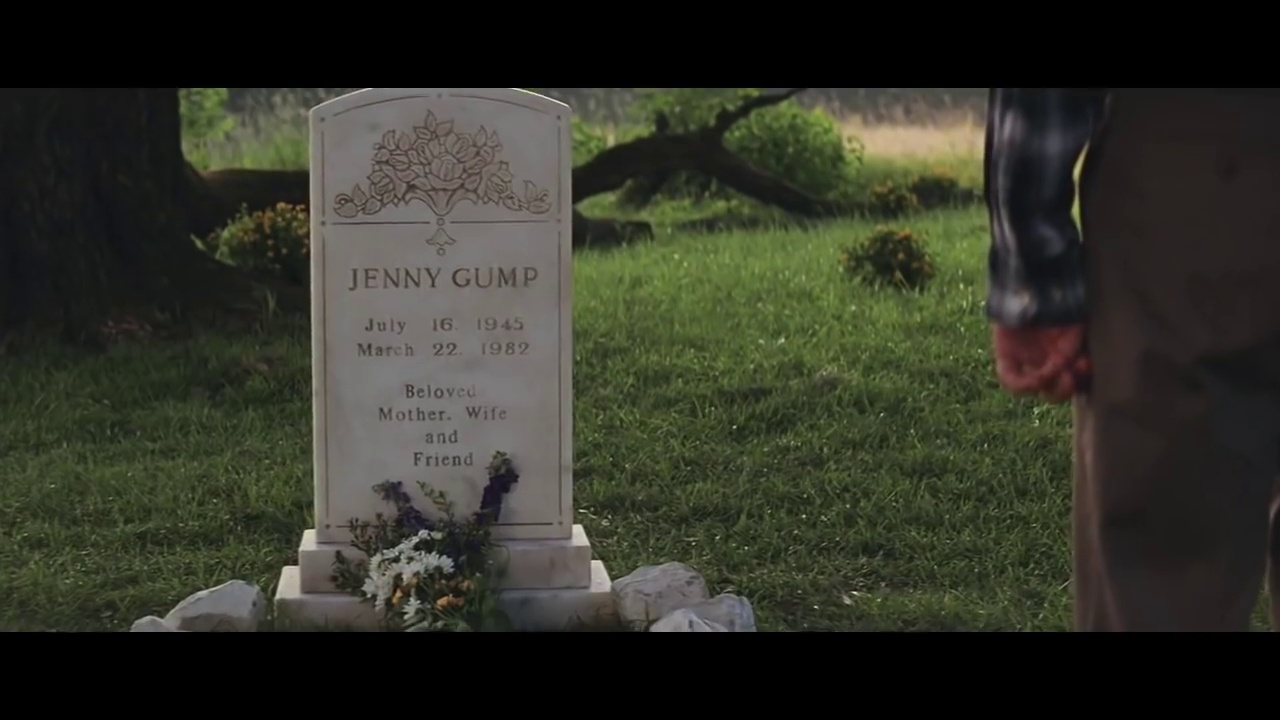 JENNY GUMP
July 16. 1945
March 22. 1982
Beloved
Mother. Wife
and
Friend